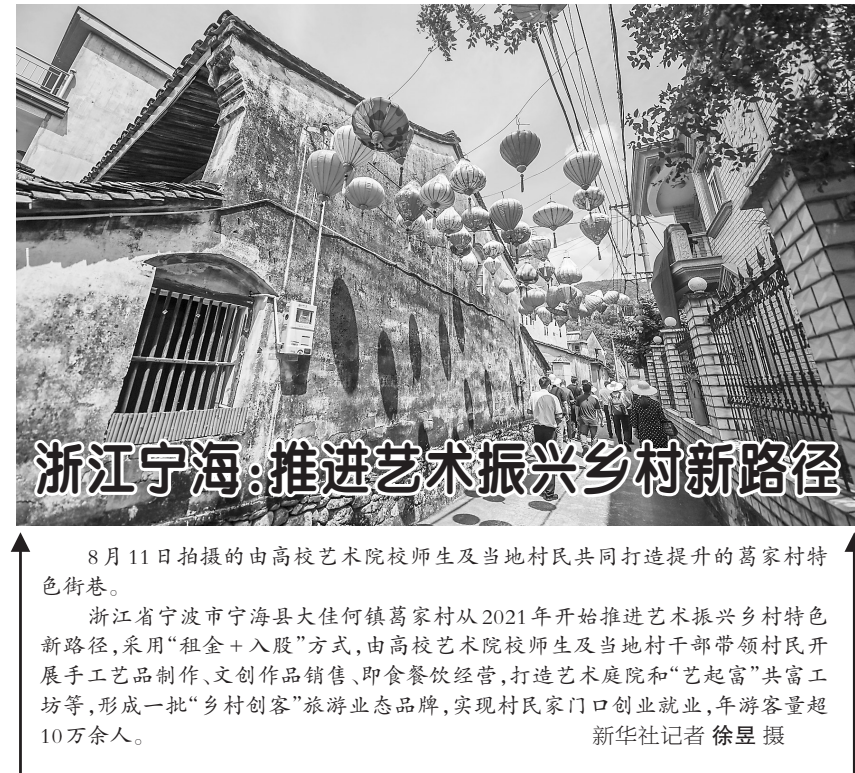 浙江宁海:推进艺术振兴乡村新路径
8月11日拍摄的由高校艺术院校师生及当地村民共同打造提升的葛家村特
色街巷。
浙江省宁波市宁海县大佳何镇葛家村从2021年开始推进艺术振兴乡村特色
新路径,采用“租金+入股”方式,由高校艺术院校师生及当地村干部带领村民开
展手工艺品制作、文创作品销售、即食餐饮经营,打造艺术庭院和“艺起富”共富工
坊等,形成一批“乡村创客”旅游业态品牌,实现村民家门口创业就业,年游客量超
10万余人。 新华社记者 徐昱 摄